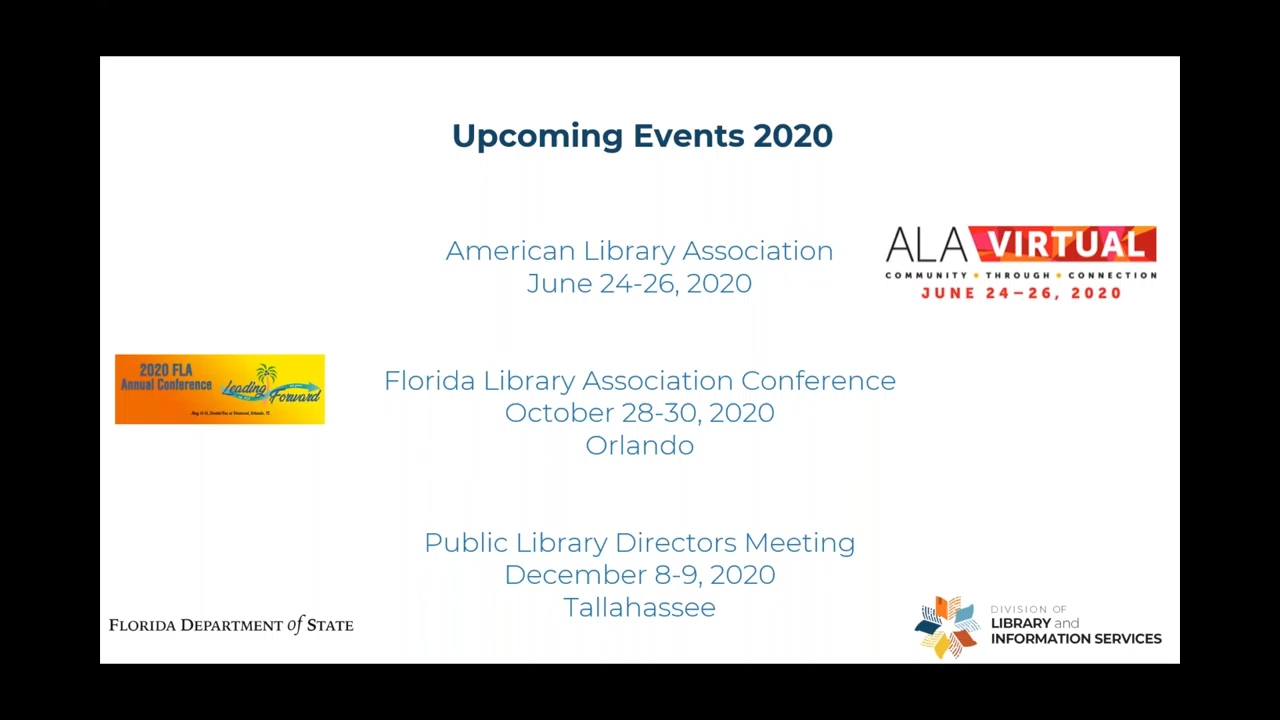 Upcoming Events 2020
American Library Association
June 24-26, 2020
ALA VIRTUAL
COMMUNITY • THROUGH • CONNECTION
JUNE 24–26, 2020
2020 FLA
Annual Conference
Leading
Forward
Florida Library Association Conference
October 28-30, 2020
Orlando
Public Library Directors Meeting
December 8-9, 2020
Tallahassee
FLORIDA DEPARTMENT of STATE
DIVISION OF
LIBRARY and
INFORMATION SERVICES